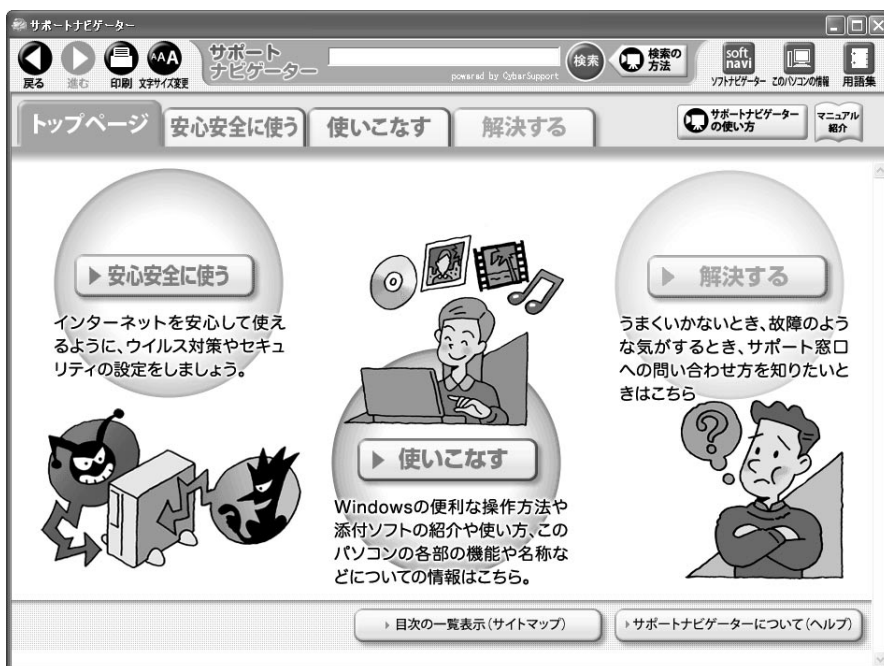 サポートナビゲーター
戻る
進む
印刷
AAA
文字サイズ変更
サポート
ナビゲーター
powered by CyberSupport
検索
検索の
方法
soft
navi
ソフトナビゲーター
このパソコンの情報
用語集
トップページ
安心安全に使う
使いこなす
解決する
サポートナビゲーター
の使い方
マニュアル
紹介
安心安全に使う
インターネットを安心して使え
るように、ウイルス対策やセキュ
リティの設定をしましょう。
使いこなす
Windowsの便利な操作方法や
添付ソフトの紹介や使い方、この
パソコンの各部の機能や名称な
どについての情報はこちら。
解決する
うまくいかないとき、故障のよう
な気がするとき、サポート窓口
への問い合わせ方を知りたいと
きはこちら
?
目次の一覧表示(サイトマップ)
サポートナビゲーターについて(ヘルプ)